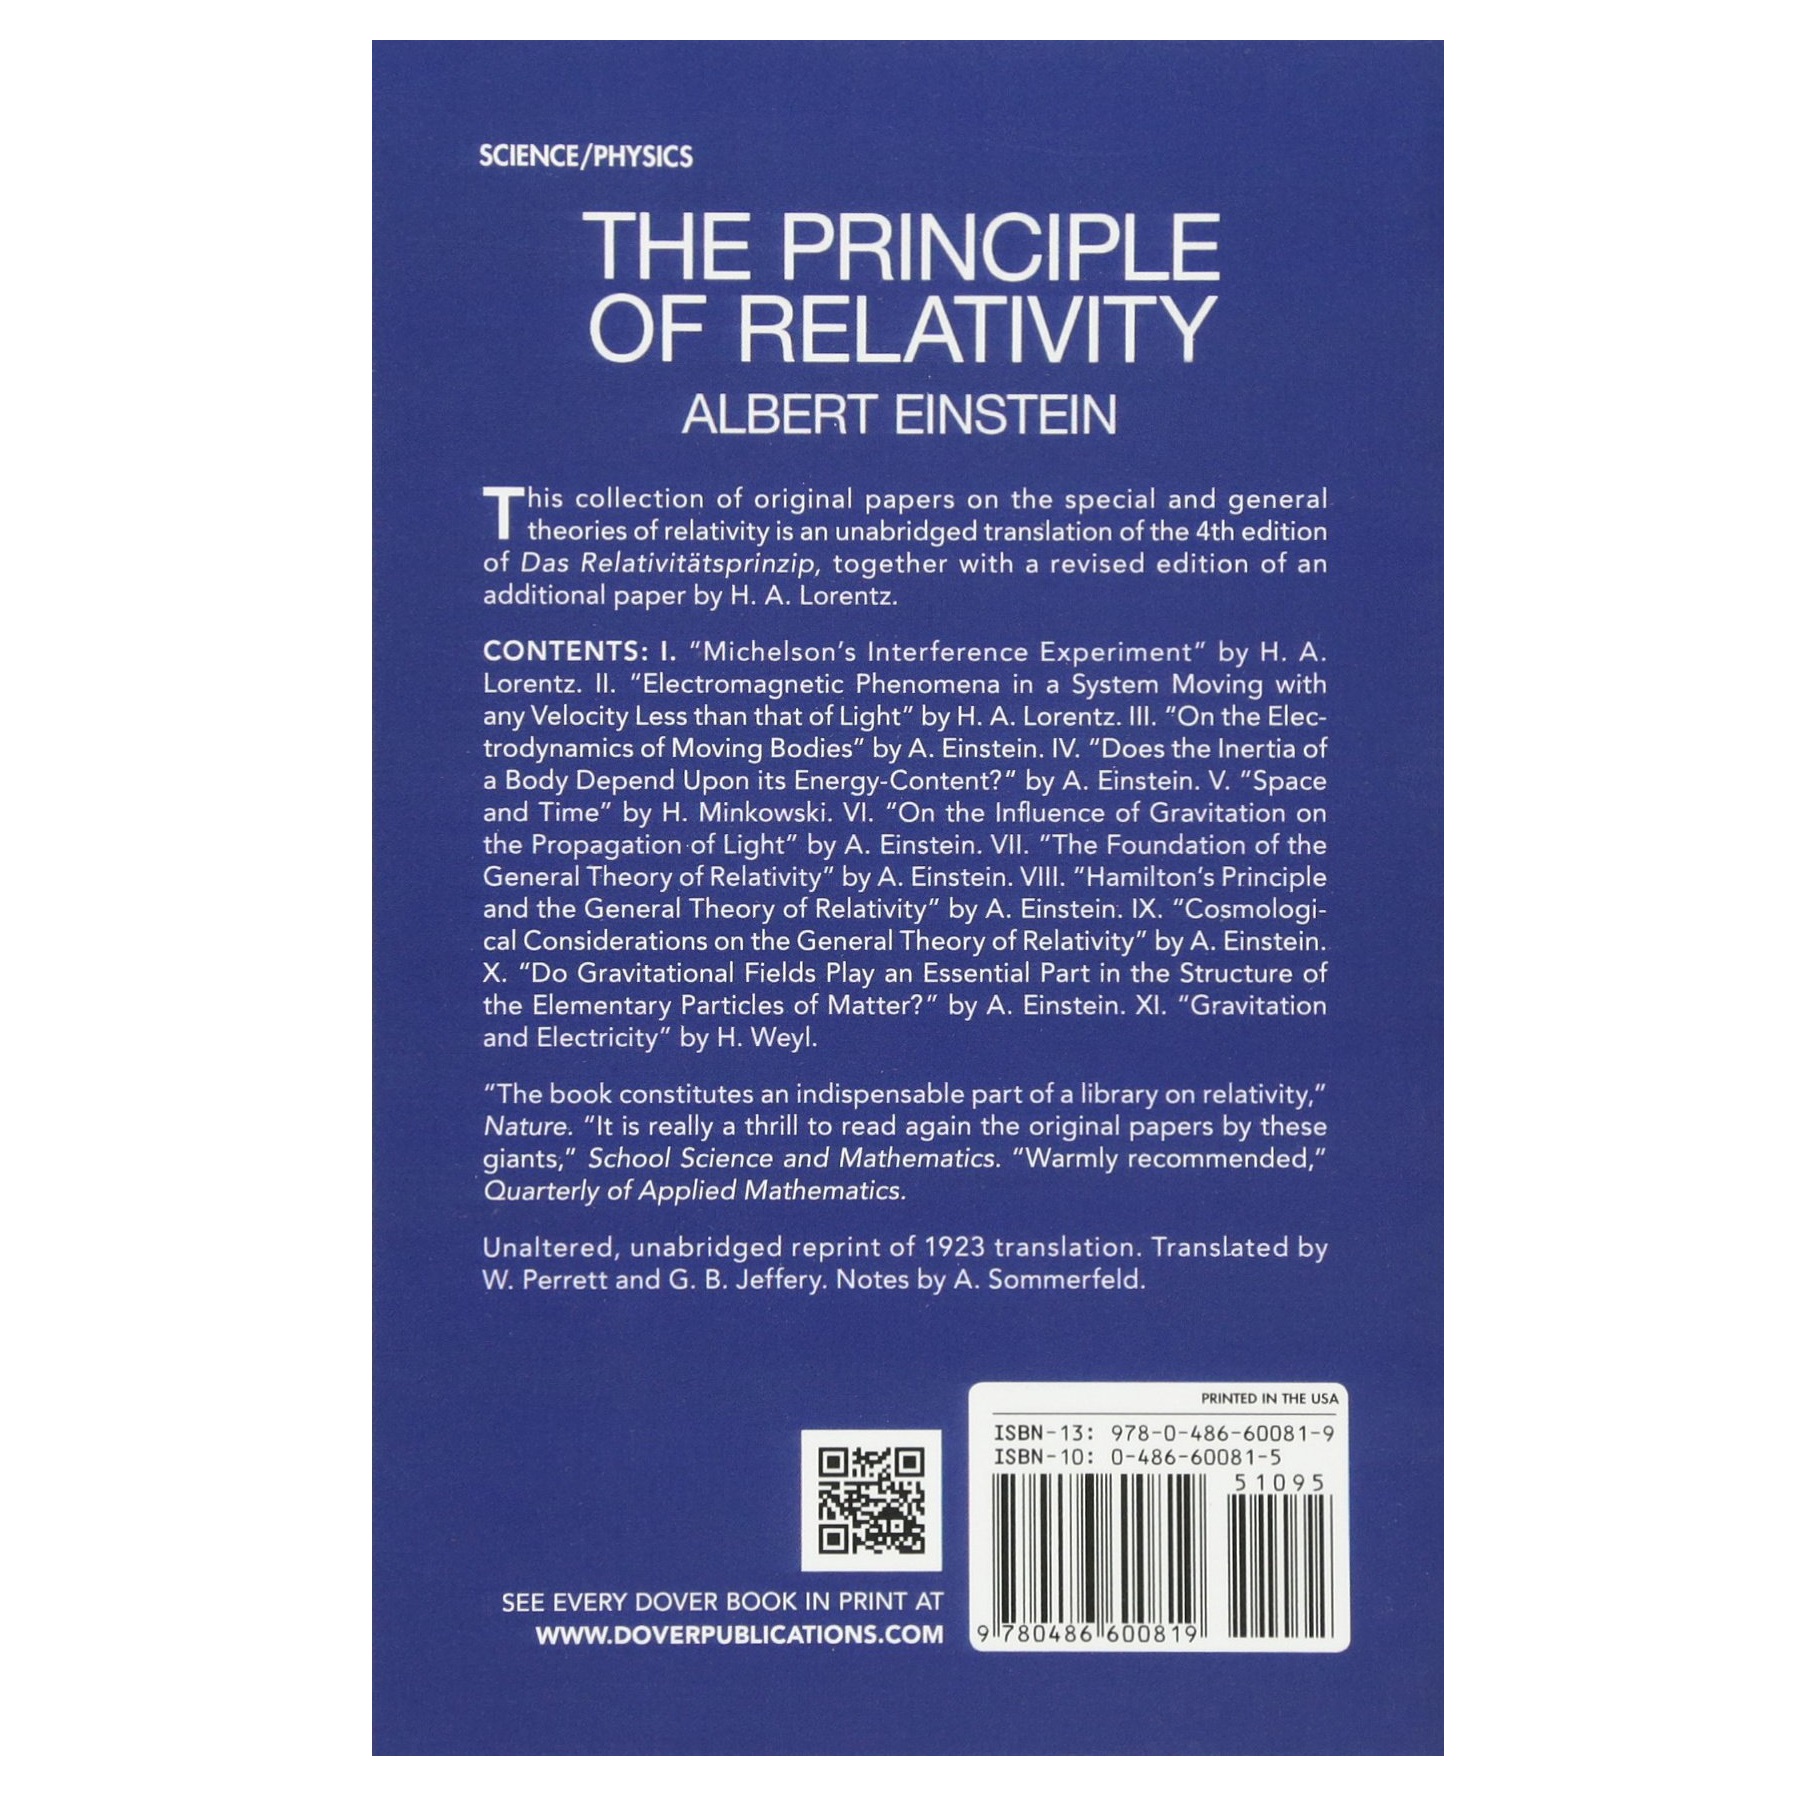 SCIENCE/PHYSICS
THE PRINCIPLE
OF RELATIVITY
ALBERT EINSTEIN
This collection of original papers on the special and general
theories of relativity is an unabridged translation of the 4th edition
of Das Relativitätsprinzip, together with a revised edition of an
additional paper by H. A. Lorentz.
CONTENTS: I. “Michelson’s Interference Experiment” by H. A.
Lorentz. II. “Electromagnetic Phenomena in a System Moving with
any Velocity Less than that of Light” by H. A. Lorentz. III. “On the Elec-
trodynamics of Moving Bodies” by A. Einstein. IV. “Does the Inertia of
a Body Depend Upon its Energy-Content?” by A. Einstein. V. “Space
and Time” by H. Minkowski. VI. “On the Influence of Gravitation on
the Propagation of Light” by A. Einstein. VII. “The Foundation of the
General Theory of Relativity” by A. Einstein. VIII. “Hamilton’s Principle
and the General Theory of Relativity” by A. Einstein. IX. “Cosmologi-
cal Considerations on the General Theory of Relativity” by A. Einstein.
X. “Do Gravitational Fields Play an Essential Part in the Structure of
the Elementary Particles of Matter?” by A. Einstein. XI. “Gravitation
and Electricity” by H. Weyl.
“The book constitutes an indispensable part of a library on relativity,”
Nature. “It is really a thrill to read again the original papers by these
giants,” School Science and Mathematics. “Warmly recommended,”
Quarterly of Applied Mathematics.
Unaltered, unabridged reprint of 1923 translation. Translated by
W. Perrett and G. B. Jeffery. Notes by A. Sommerfeld.
PRINTED IN THE USA
ISBN-13: 978-0-486-60081-9
ISBN-10: 0-486-60081-5
51095
9 780486 600819
SEE EVERY DOVER BOOK IN PRINT AT
WWW.DOVERPUBLICATIONS.COM